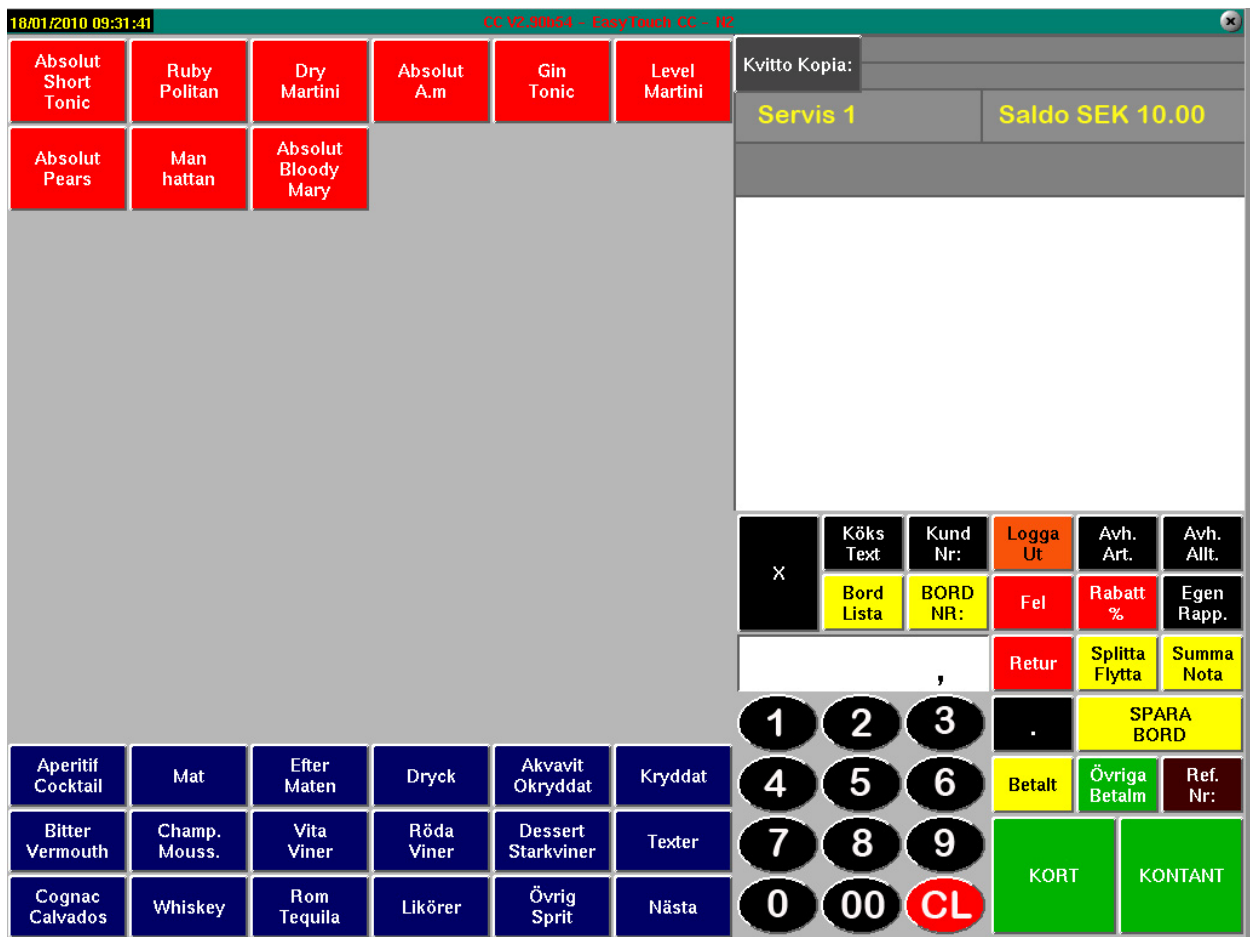 18/01/2010 09:31:41
CC V2.90b54 - EasyTouch CC - N2
Absolut
Short
Tonic
Ruby
Politan
Dry
Martini
Absolut
A.m
Gin
Tonic
Level
Martini
Absolut
Pears
Man
hattan
Absolut
Bloody
Mary
Kvitto Kopia:
Servis 1
Saldo SEK 10.00
X
Köks
Text
Kund
Nr:
Logga
Ut
Avh.
Art.
Avh.
Allt.
Bord
Lista
BORD
NR:
Fel
Rabatt
%
Egen
Rapp.
,
Retur
Splitta
Flytta
Summa
Nota
1
2
3
.
SPARA
BORD
4
5
6
Betalt
Övriga
Betalm
Ref.
Nr:
7
8
9
KORT
KONTANT
0
00
CL
Aperitif
Cocktail
Mat
Efter
Maten
Dryck
Akvavit
Okryddat
Kryddat
Bitter
Vermouth
Champ.
Mouss.
Vita
Viner
Röda
Viner
Dessert
Starkviner
Texter
Cognac
Calvados
Whiskey
Rom
Tequila
Likörer
Övrig
Sprit
Nästa